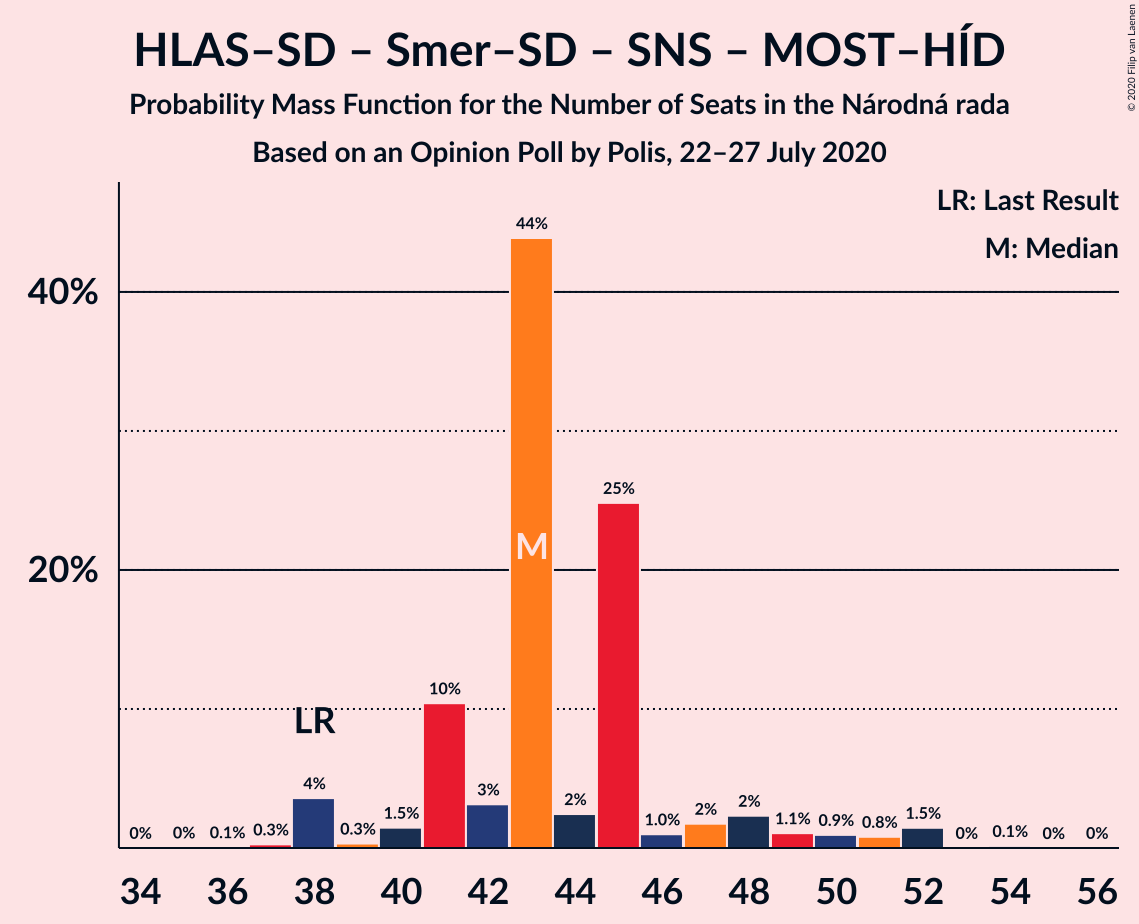 HLAS–SD – Smer–SD – SNS – MOST–HÍD
Probability Mass Function for the Number of Seats in the Národná rada
Based on an Opinion Poll by Polis, 22–27 July 2020
© 2020 Filip van Laenen
LR: Last Result
M: Median
44%
40%
25%
M
20%
10%
LR
4%
3%
2%
2%
2%
1.5%
1.5%
0% 0% 0.1% 0.3% 0.3% 1.0% 1.1% 0.9% 0.8% 0% 0.1% 0% 0%
34 36 38 40 42 44 46 48 50 52 54 56